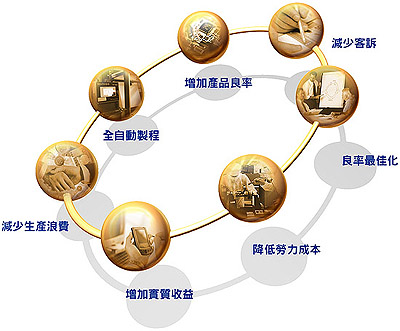 減少客訴
增加產品良率
全自動製程
良率最佳化
減少生產浪費
降低勞力成本
增加實質收益